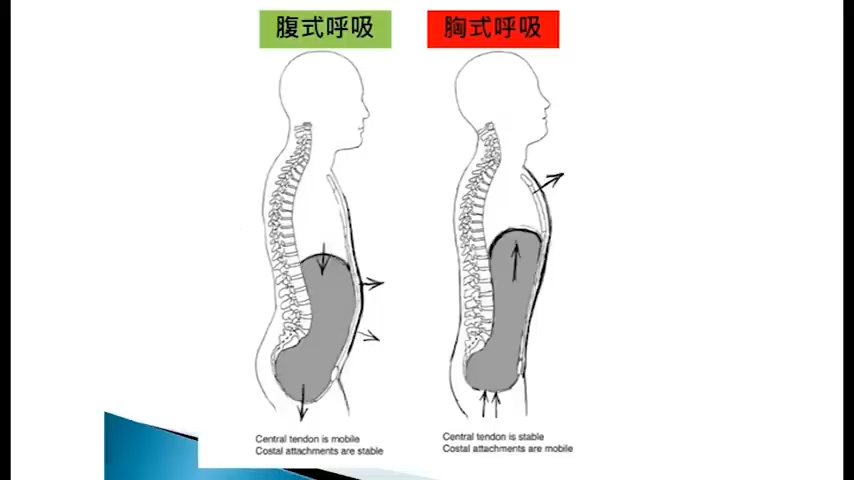 腹式呼吸
胸式呼吸
Central tendon is mobile
Costal attachments are stable
Central tendon is stable
Costal attachments are mobile